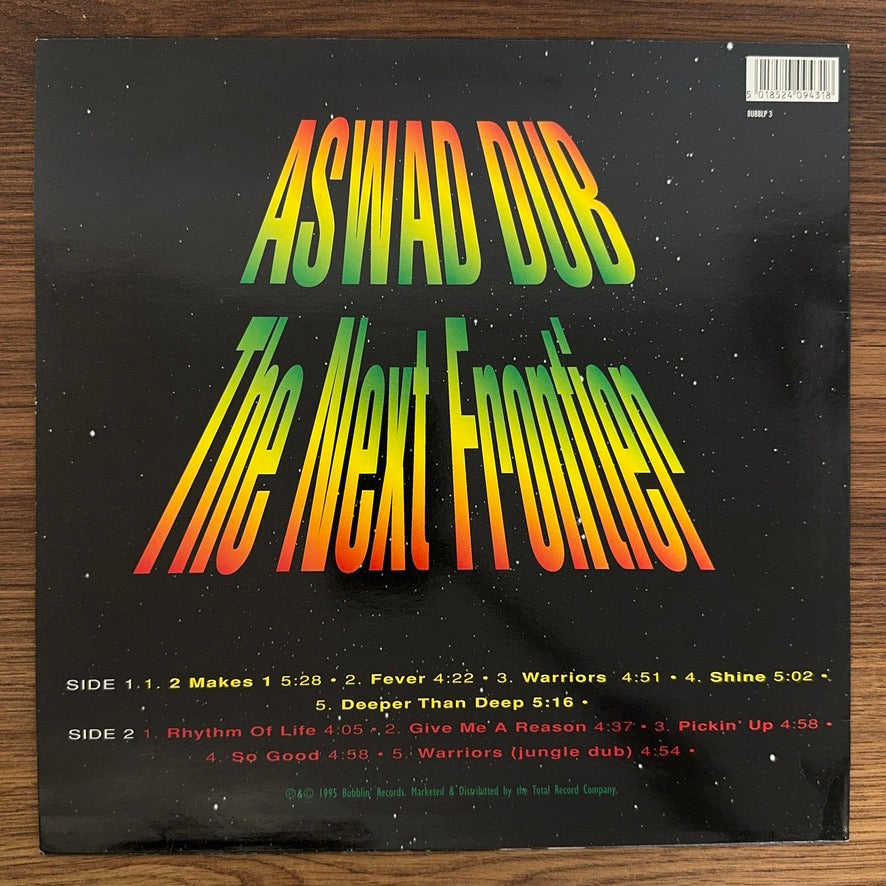 5 018524 094318
BUBBLP 3
ASWAD DUB
The Next Frontier
SIDE 1 1. 2 Makes 1 5:28 • 2. Fever 4:22 • 3. Warriors 4:51 • 4. Shine 5:02 •
5. Deeper Than Deep 5:16 •
SIDE 2 1. Rhythm Of Life 4:05 • 2. Give Me A Reason 4:37 • 3. Pickin' Up 4:58 •
4. So Good 4:58 • 5. Warriors (jungle dub) 4:54 •
℗&© 1995 Bubblin' Records. Marketed & Distributed by the Total Record Company.